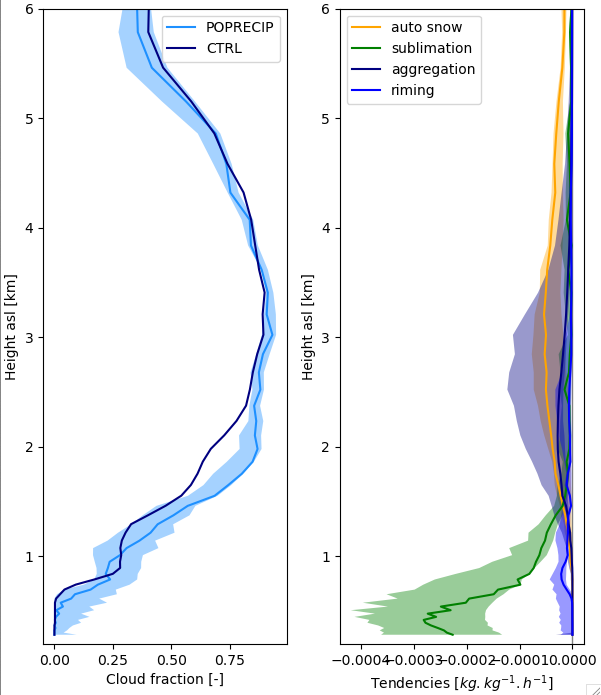 POPRECIP
CTRL
6
5
4
3
2
1
Height asl [km]
0.00 0.25 0.50 0.75
Cloud fraction [-]
auto snow
sublimation
aggregation
riming
6
5
4
3
2
1
Height asl [km]
−0.0004 −0.0003 −0.0002 −0.0001 0.0000
Tendencies [kg.kg⁻¹.h⁻¹]